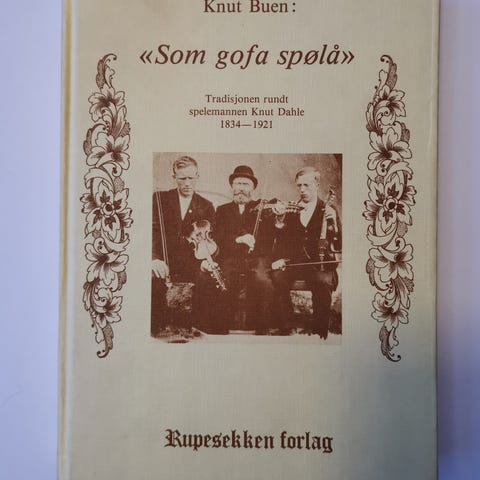 Knut Buen:
«Som gofa spølå»
Tradisjonen rundt
spelemannen Knut Dahle
1834—1921
Rupesekken forlag